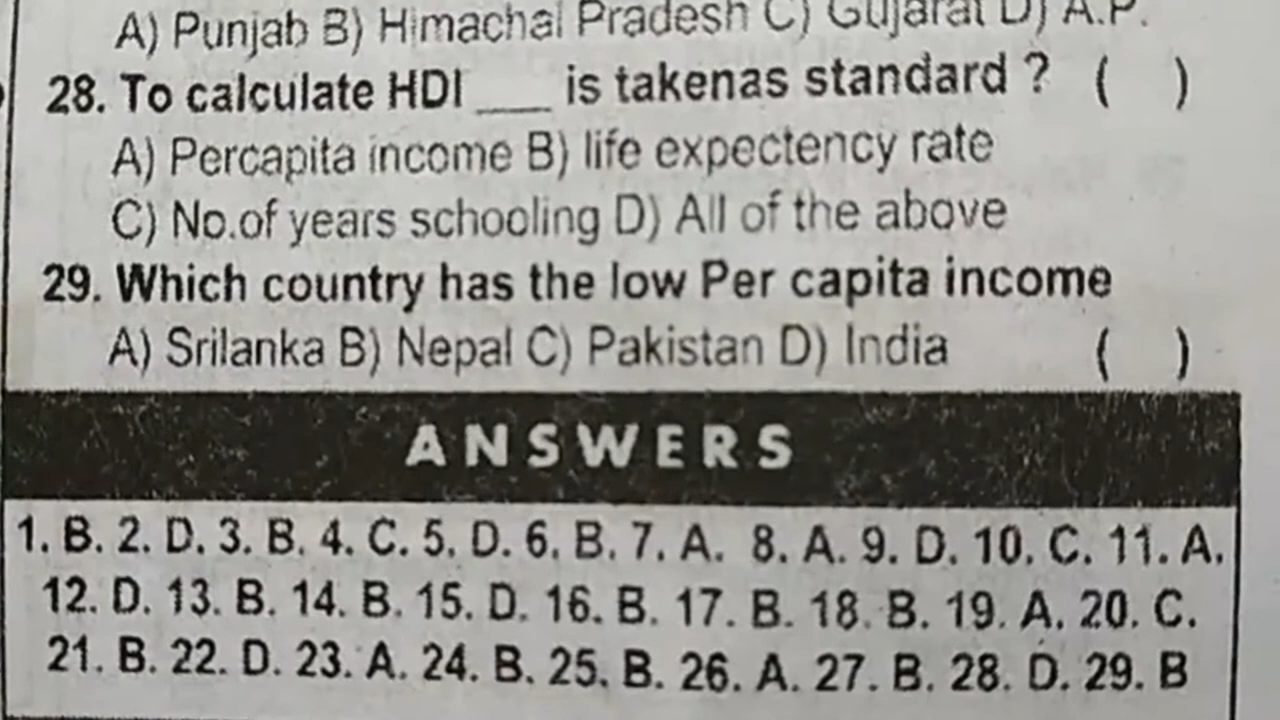 A) Punjab B) Himachal Pradesh C) Gujarat D) A.P.
28. To calculate HDI ___ is takenas standard ? ( )
A) Percapita income B) life expectency rate
C) No.of years schooling D) All of the above
29. Which country has the low Per capita income
A) Srilanka B) Nepal C) Pakistan D) India ( )
ANSWERS
1. B. 2. D. 3. B. 4. C. 5. D. 6. B. 7. A. 8. A. 9. D. 10. C. 11. A.
12. D. 13. B. 14. B. 15. D. 16. B. 17. B. 18. B. 19. A. 20. C.
21. B. 22. D. 23. A. 24. B. 25. B. 26. A. 27. B. 28. D. 29. B